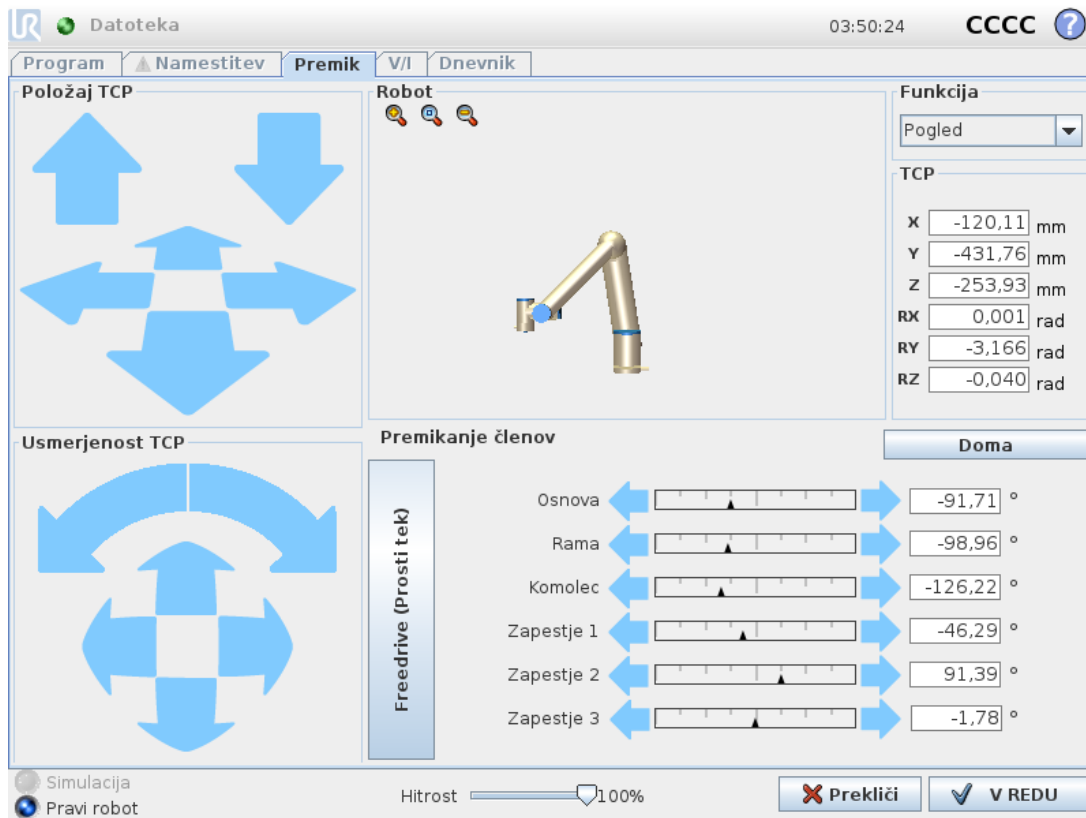 UR Datoteka 03:50:24 CCCC ?
Program Namestitev Premik V/I Dnevnik
Položaj TCP
Robot
Funkcija
Pogled
TCP
X -120,11 mm
Y -431,76 mm
Z -253,93 mm
RX 0,001 rad
RY -3,166 rad
RZ -0,040 rad
Usmerjenost TCP
Premikanje členov
Doma
Freedrive (Prosti tek)
Osnova -91,71 °
Rama -98,96 °
Komolec -126,22 °
Zapestje 1 -46,29 °
Zapestje 2 91,39 °
Zapestje 3 -1,78 °
Simulacija
Pravi robot
Hitrost 100%
Prekliči
V REDU